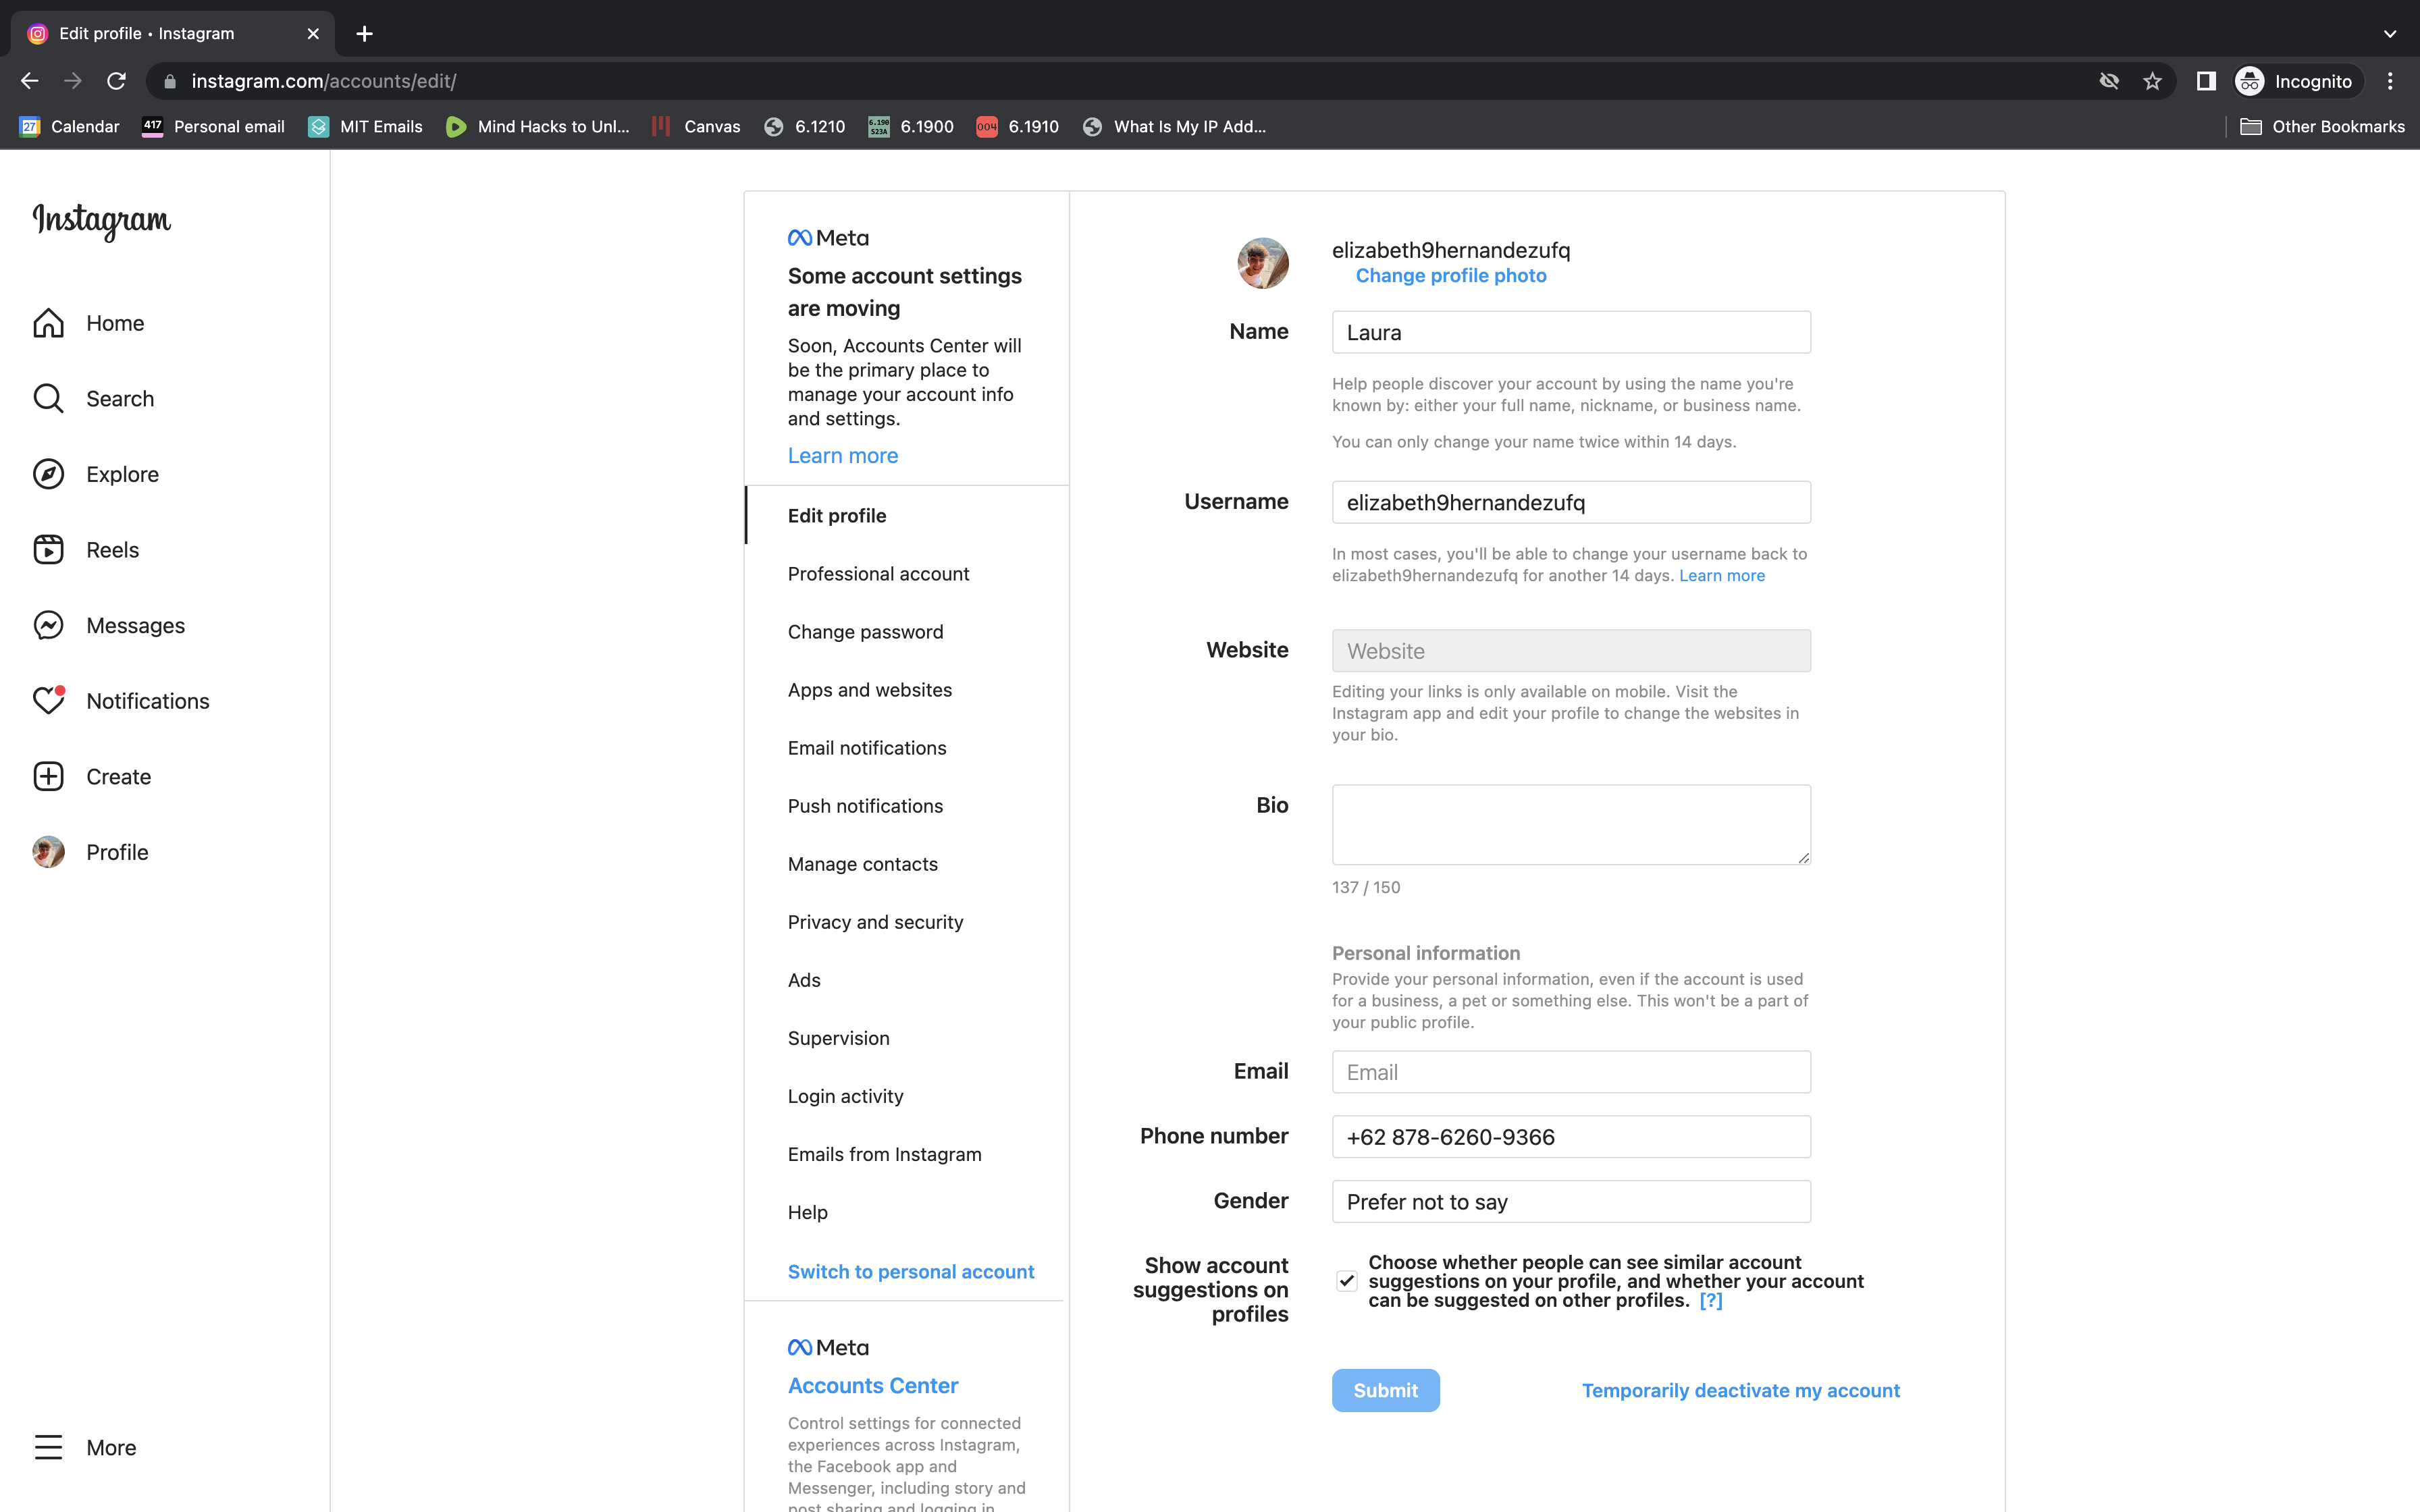 Edit profile • Instagram
instagram.com/accounts/edit/
Incognito
27 Calendar
417 Personal email
MIT Emails
Mind Hacks to Unl...
Canvas
6.1210
6.190 S23A 6.1900
004 6.1910
What Is My IP Add...
Other Bookmarks
Instagram
Home
Search
Explore
Reels
Messages
Notifications
Create
Profile
More
Meta
Some account settings
are moving
Soon, Accounts Center will
be the primary place to
manage your account info
and settings.
Learn more
Edit profile
Professional account
Change password
Apps and websites
Email notifications
Push notifications
Manage contacts
Privacy and security
Ads
Supervision
Login activity
Emails from Instagram
Help
Switch to personal account
Meta
Accounts Center
Control settings for connected
experiences across Instagram,
the Facebook app and
Messenger, including story and
post sharing and logging in.
elizabeth9hernandezufq
Change profile photo
Name
Laura
Help people discover your account by using the name you're
known by: either your full name, nickname, or business name.
You can only change your name twice within 14 days.
Username
elizabeth9hernandezufq
In most cases, you'll be able to change your username back to
elizabeth9hernandezufq for another 14 days. Learn more
Website
Website
Editing your links is only available on mobile. Visit the
Instagram app and edit your profile to change the websites in
your bio.
Bio
137 / 150
Personal information
Provide your personal information, even if the account is used
for a business, a pet or something else. This won't be a part of
your public profile.
Email
Email
Phone number
+62 878-6260-9366
Gender
Prefer not to say
Show account
suggestions on
profiles
Choose whether people can see similar account
suggestions on your profile, and whether your account
can be suggested on other profiles. [?]
Submit
Temporarily deactivate my account